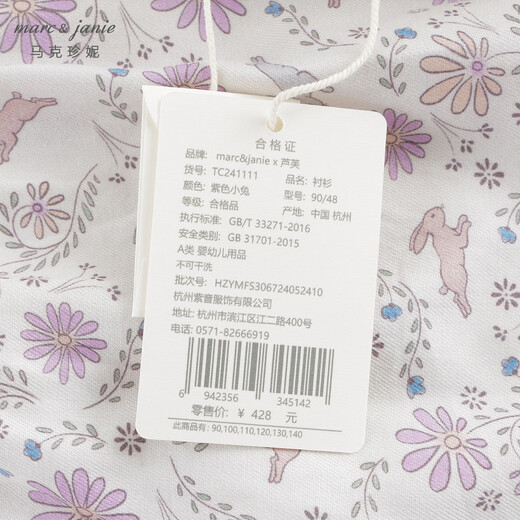 marc & janie
马克珍妮
合格证
品牌: marc&janie x 芦芙
货号: TC241111 品名: 衬衫
颜色: 紫色小兔 型号: 90/48
等级: 合格品 产地: 中国 杭州
执行标准: GB/T 33271-2016
安全类别: GB 31701-2015
A类 婴幼儿用品
不可干洗
批次号: HZYMFS306724052410
杭州紫音服饰有限公司
地址: 杭州市滨江区江二路400号
电话: 0571-82666919
6 942356 345142
零售价: ¥ 428 元
此商品有: 90,100,110,120,130,140